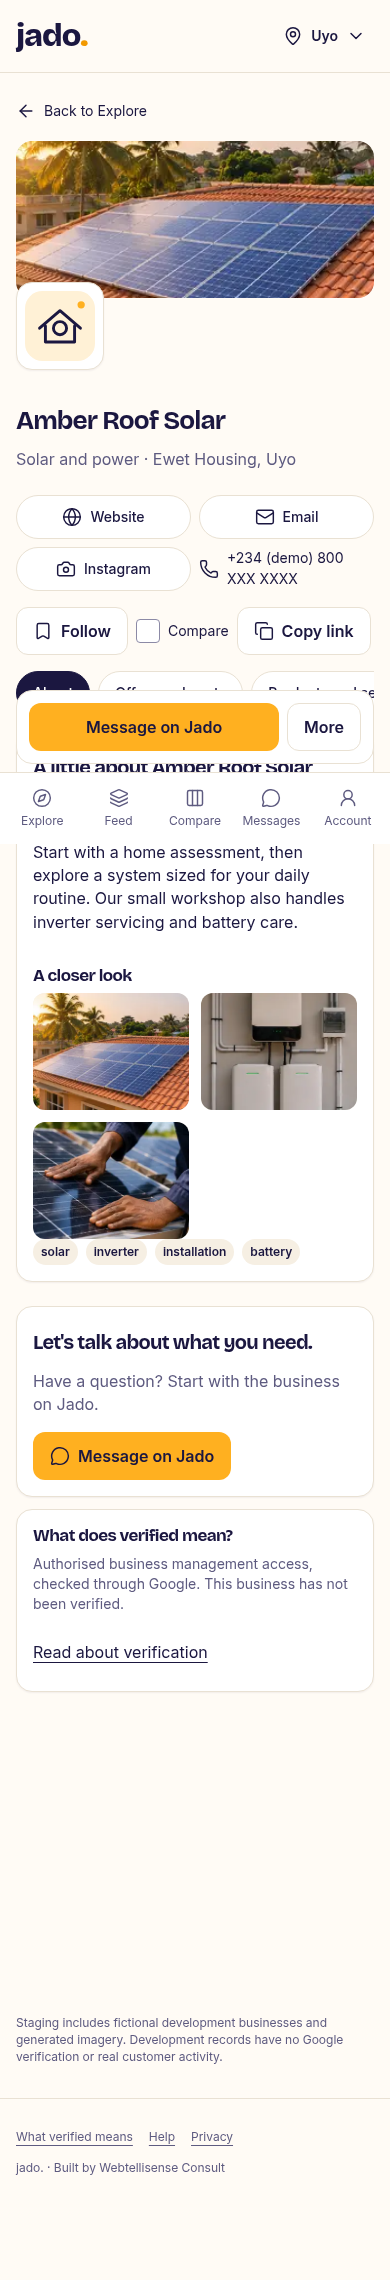 jado.
Uyo
Back to Explore
Amber Roof Solar
Solar and power · Ewet Housing, Uyo
Website
Email
Instagram
+234 (demo) 800
XXX XXXX
Follow
Compare
Copy link
Message on Jado
More
A little about Amber Roof Solar
Explore
Feed
Compare
Messages
Account
Start with a home assessment, then
explore a system sized for your daily
routine. Our small workshop also handles
inverter servicing and battery care.
A closer look
solar
inverter
installation
battery
Let's talk about what you need.
Have a question? Start with the business
on Jado.
Message on Jado
What does verified mean?
Authorised business management access,
checked through Google. This business has not
been verified.
Read about verification
Staging includes fictional development businesses and
generated imagery. Development records have no Google
verification or real customer activity.
What verified means
Help
Privacy
jado. · Built by Webtellisense Consult